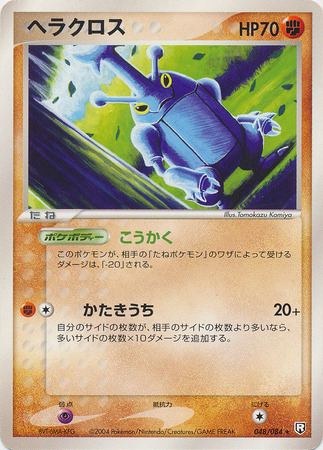 ヘラクロス
HP70
Illus.Tomokazu Komiya
たね
ポケボディー こうかく
このポケモンが、相手の「たねポケモン」のワザによって受ける
ダメージは、「-20」される。
かたきうち 20+
自分のサイドの枚数が、相手のサイドの枚数より多いなら、
多いサイドの枚数×10ダメージを追加する。
弱点 抵抗力 にげる
©2004 Pokémon/Nintendo/Creatures/GAME FREAK
048/084 ★
R